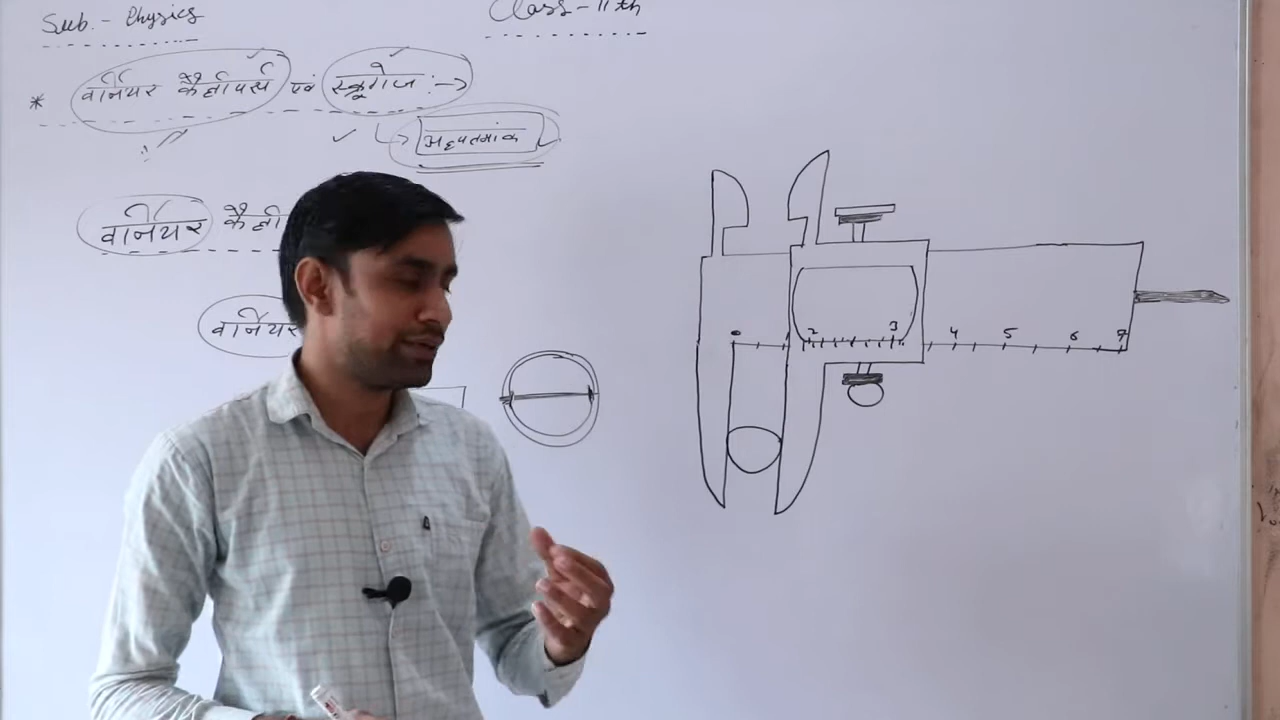 Sub. - Physics
Class - 11th
* वर्नियर कैलीपर्स एवं स्क्रूगेज :-→
अल्पतमांक
वर्नियर कैली
वर्नियर
0 2 3 4 5 6 7